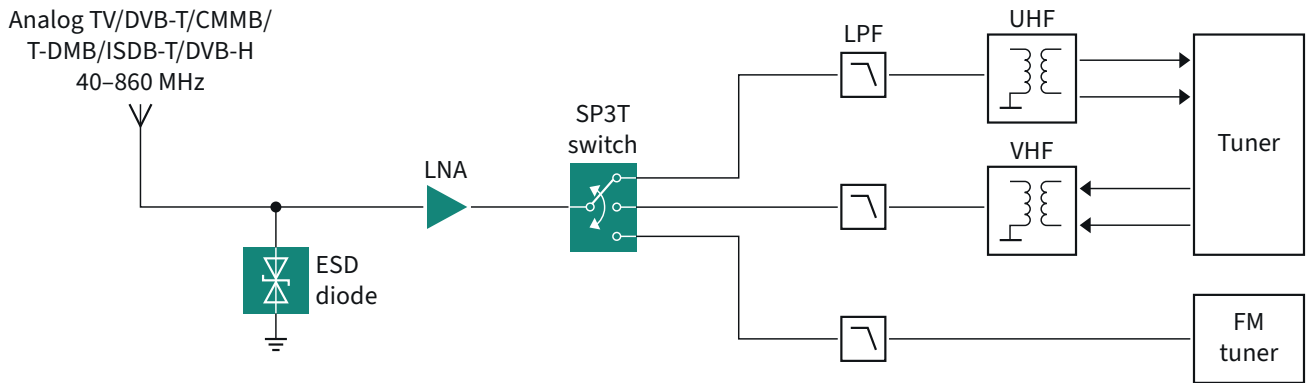 Analog TV/DVB-T/CMMB/
T-DMB/ISDB-T/DVB-H
40–860 MHz
ESD
diode
LNA
SP3T
switch
LPF
UHF
VHF
Tuner
FM
tuner